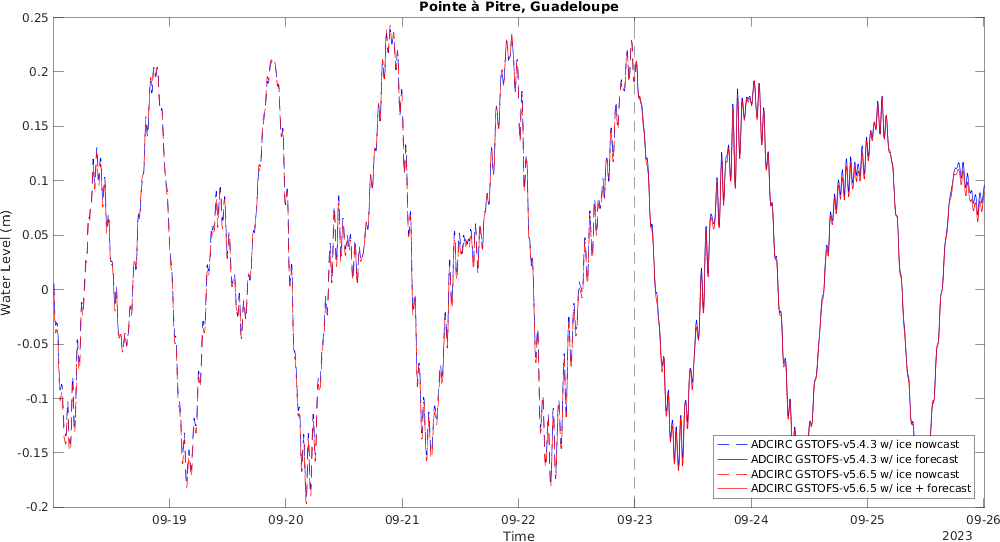 Pointe à Pitre, Guadeloupe
0.25
0.2
0.15
0.1
0.05
0
-0.05
-0.1
-0.15
-0.2
Water Level (m)
ADCIRC GSTOFS-v5.4.3 w/ ice nowcast
ADCIRC GSTOFS-v5.4.3 w/ ice forecast
ADCIRC GSTOFS-v5.6.5 w/ ice nowcast
ADCIRC GSTOFS-v5.6.5 w/ ice + forecast
09-19 09-20 09-21 09-22 09-23 09-24 09-25 09-26
Time
2023